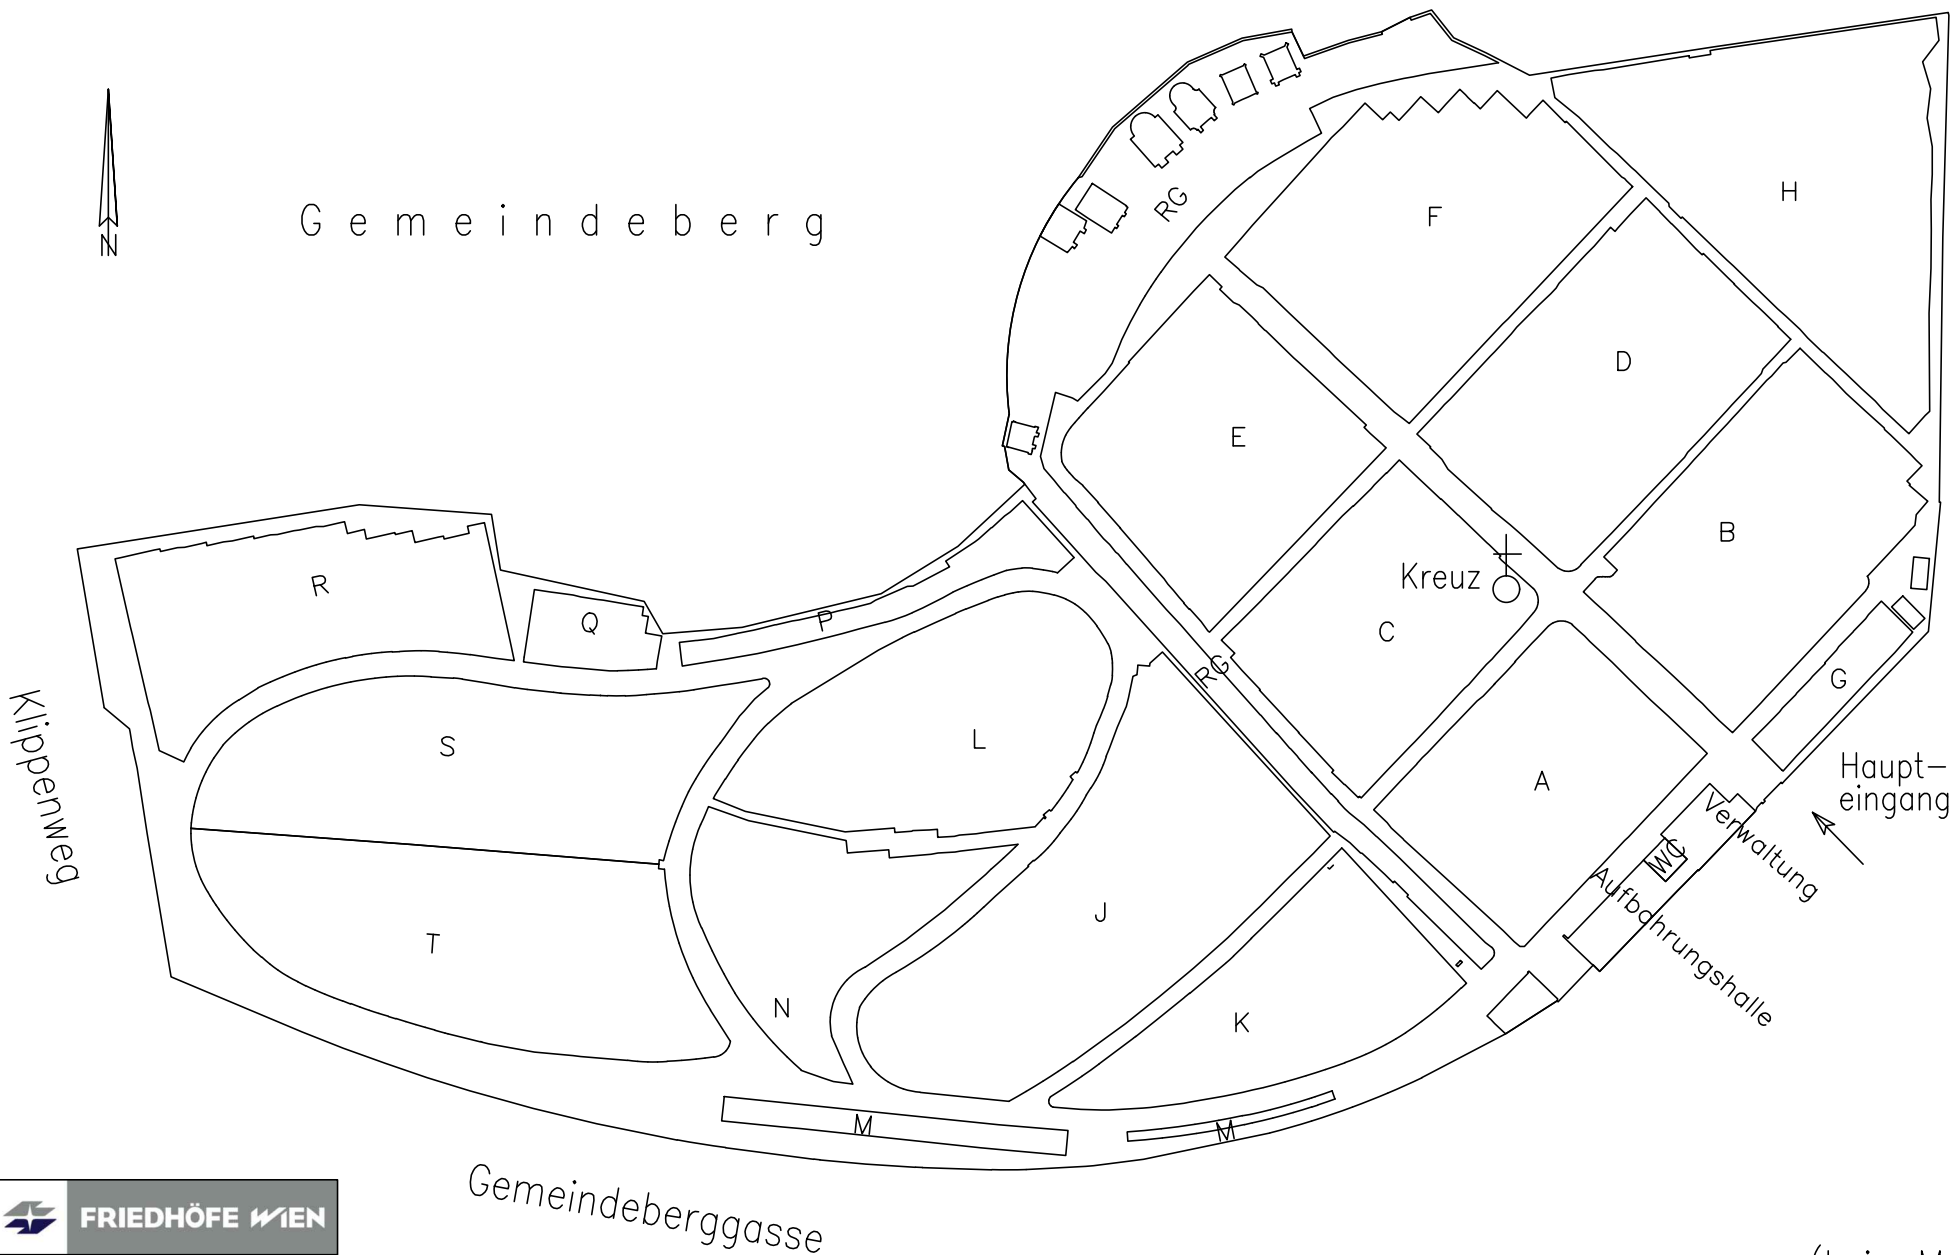 N
Gemeindeberg
RG
F
H
D
E
B
Kreuz
C
R
Q
P
RG
G
S
L
A
Haupt-
eingang
Verwaltung
WC
Aufbahrungshalle
Klippenweg
T
J
N
K
M
M
Gemeindeberggasse
FRIEDHÖFE WIEN